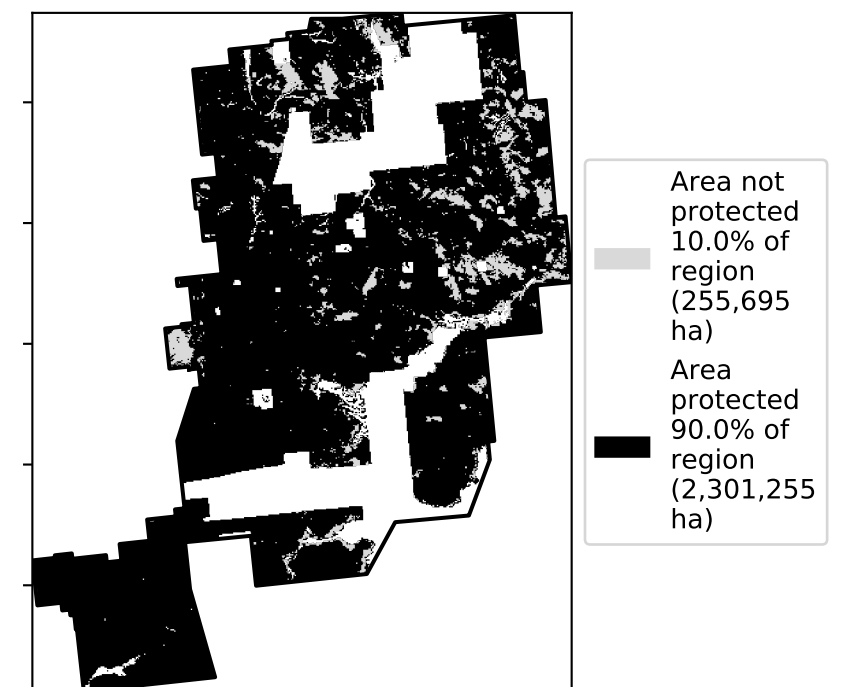 Area not
protected
10.0% of
region
(255,695
ha)
Area
protected
90.0% of
region
(2,301,255
ha)